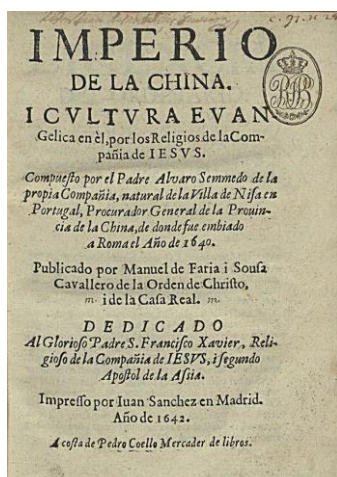 IMPERIO
DE LA CHINA.
I CVLTVRA EVAN
Gelica en èl, por los Religios de la Com-
pañia de IESVS.
Compuesto por el Padre Alvaro Semmedo de la
propia Compañia, natural de la Villa de Nisa en
Portugal, Procurador General de la Prouin-
cia de la China, de donde fue embiado
a Roma el Año de 1640.
Publicado por Manuel de Faria i Sousa
Cavallero de la Orden de Christo,
i de la Casa Real.
DEDICADO
Al Glorioso Padre S. Francisco Xavier, Reli-
gioso de la Compañia de IESVS, i segundo
Apostol de la Asia.
Impresso por Iuan Sanchez en Madrid.
Año de 1642.
A costa de Pedro Coello Mercader de libros.